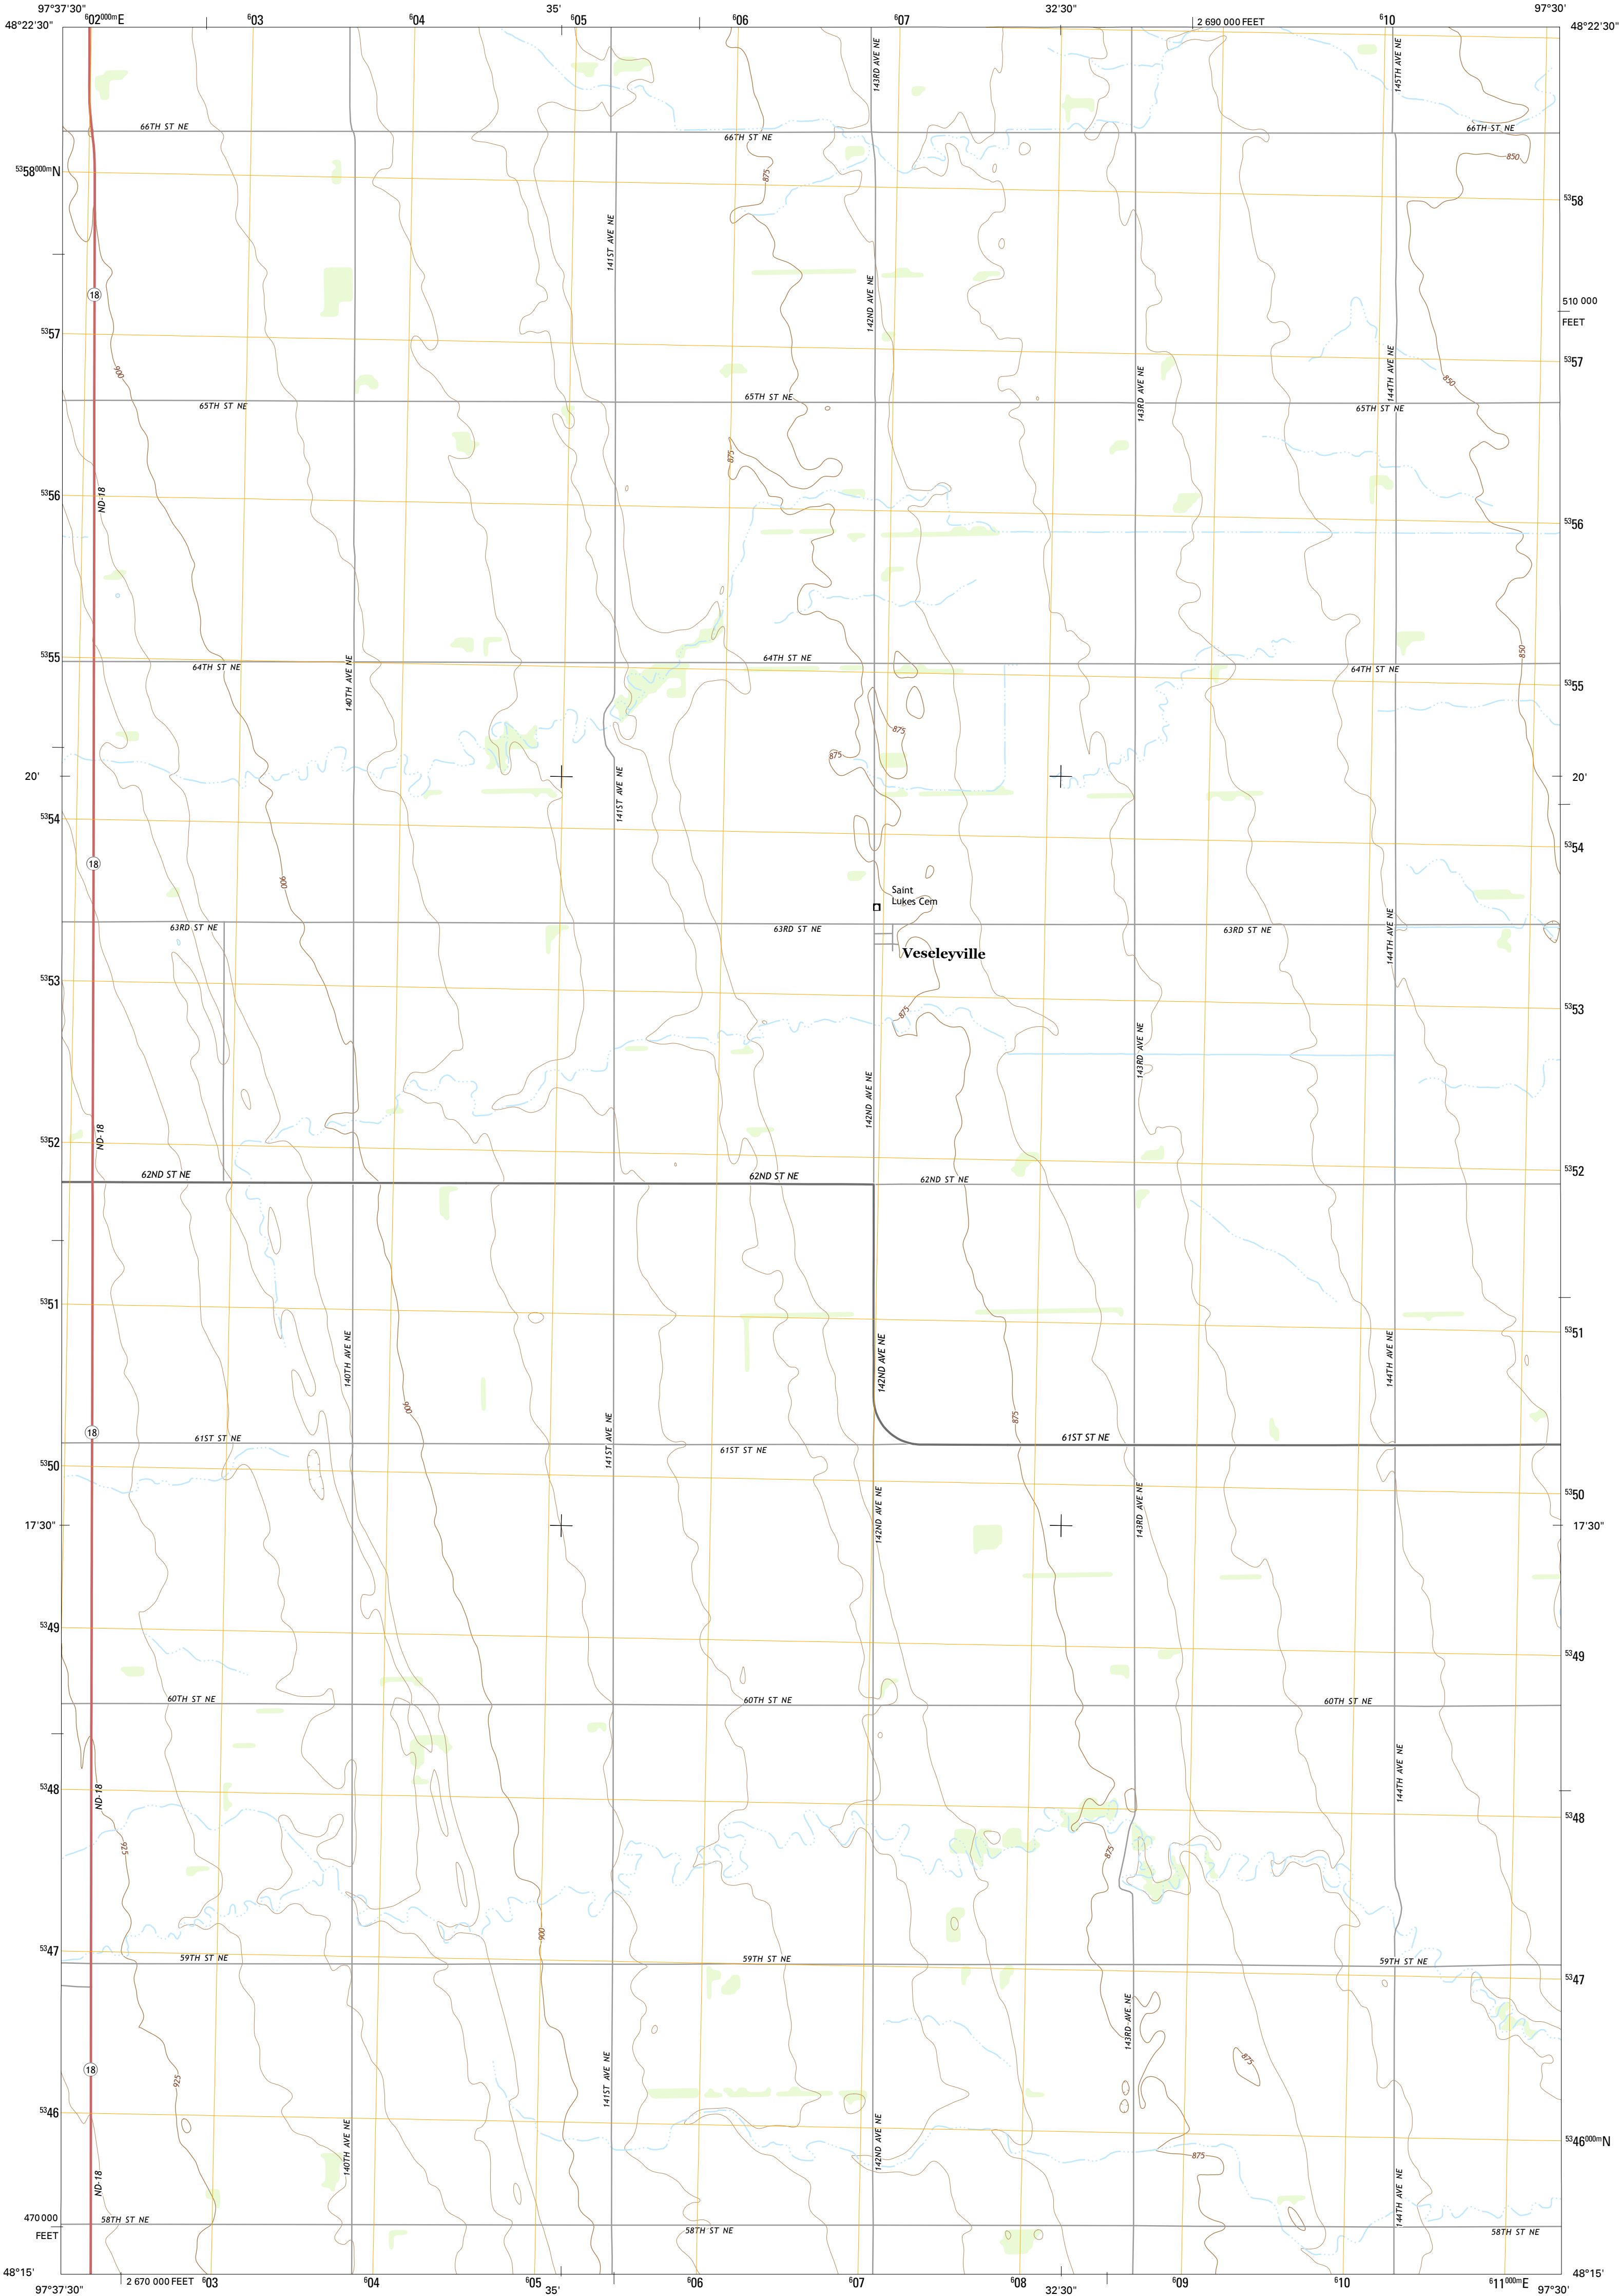 97°37'30"
35'
32'30"
97°30'
48°22'30"
⁶02⁰⁰⁰ᵐE
⁶03
⁶04
⁶05
⁶06
⁶07
2 690 000 FEET
⁶10
48°22'30"
143RD AVE NE
145TH AVE NE
66TH ST NE
66TH ST NE
66TH ST NE
850
⁵³58⁰⁰⁰ᵐN
875
⁵³58
141ST AVE NE
142ND AVE NE
18
510 000
FEET
⁵³57
⁵³57
900
143RD AVE NE
144TH AVE NE
850
65TH ST NE
65TH ST NE
65TH ST NE
875
ND-18
⁵³56
⁵³56
⁵³55
64TH ST NE
140TH AVE NE
64TH ST NE
64TH ST NE
850
⁵³55
875
875
20'
20'
141ST AVE NE
⁵³54
⁵³54
18
900
Saint
Lukes Cem
63RD ST NE
63RD ST NE
63RD ST NE
144TH AVE NE
Veseleyville
⁵³53
⁵³53
875
143RD AVE NE
142ND AVE NE
ND-18
⁵³52
⁵³52
62ND ST NE
62ND ST NE
62ND ST NE
⁵³51
⁵³51
140TH AVE NE
142ND AVE NE
144TH AVE NE
900
875
18
61ST ST NE
141ST AVE NE
61ST ST NE
61ST ST NE
⁵³50
⁵³50
142ND AVE NE
143RD AVE NE
17'30"
17'30"
⁵³49
⁵³49
60TH ST NE
60TH ST NE
60TH ST NE
144TH AVE NE
⁵³48
ND-18
⁵³48
925
875
900
⁵³47
59TH ST NE
59TH ST NE
59TH ST NE
⁵³47
143RD AVE NE
18
925
141ST AVE NE
875
⁵³46
⁵³46⁰⁰⁰ᵐN
140TH AVE NE
142ND AVE NE
875
ND-18
144TH AVE NE
470 000
FEET
58TH ST NE
58TH ST NE
58TH ST NE
48°15'
2 670 000 FEET
⁶03
⁶04
⁶05
⁶06
⁶07
⁶08
⁶09
⁶10
⁶11⁰⁰⁰ᵐE
48°15'
97°37'30"
35'
32'30"
97°30'